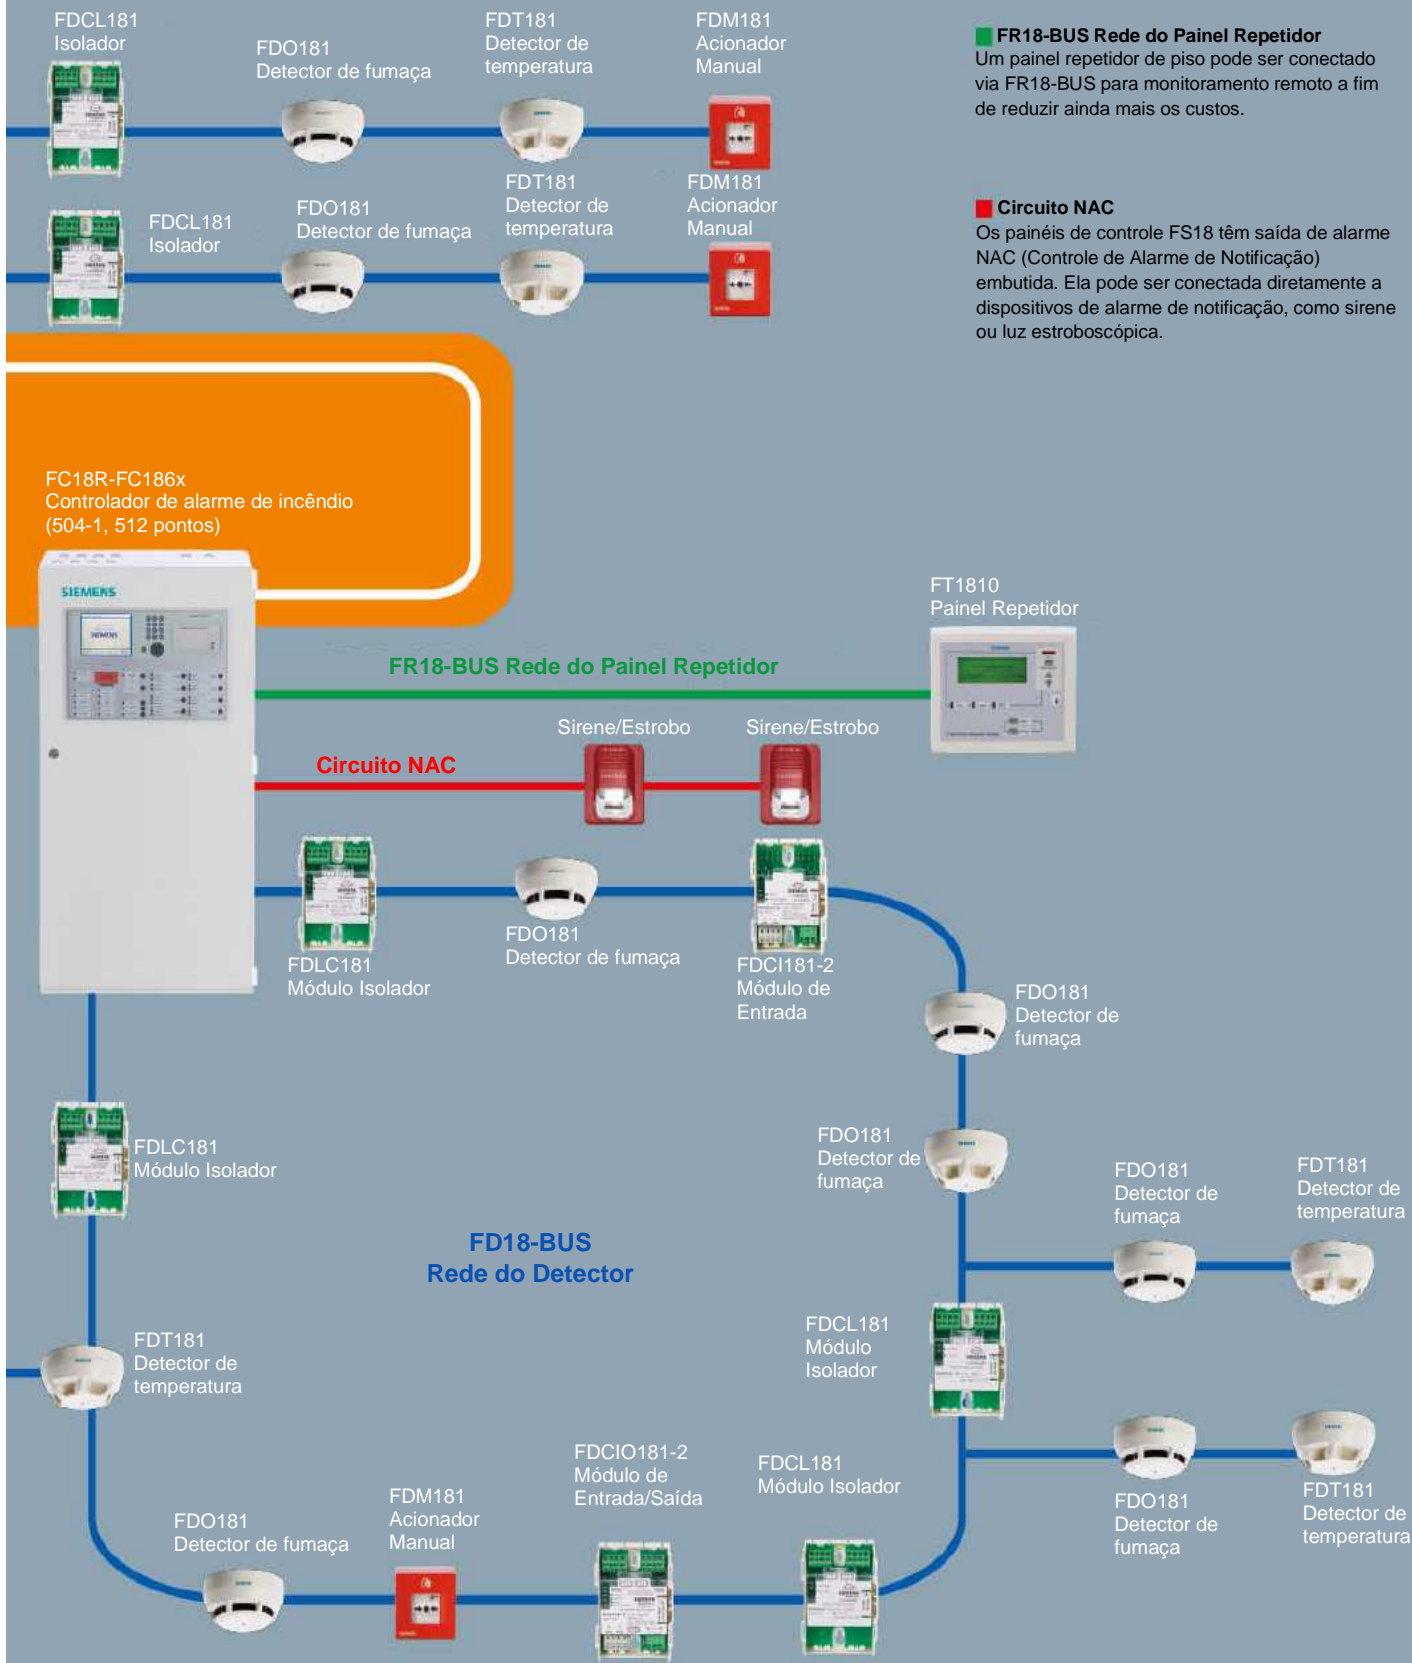 FDCL181
Isolador
FDO181
Detector de fumaça
FDT181
Detector de
temperatura
FDM181
Acionador
Manual
FR18-BUS Rede do Painel Repetidor
Um painel repetidor de piso pode ser conectado
via FR18-BUS para monitoramento remoto a fim
de reduzir ainda mais os custos.
FDCL181
Isolador
FDO181
Detector de fumaça
FDT181
Detector de
temperatura
FDM181
Acionador
Manual
Circuito NAC
Os painéis de controle FS18 têm saída de alarme
NAC (Controle de Alarme de Notificação)
embutida. Ela pode ser conectada diretamente a
dispositivos de alarme de notificação, como sirene
ou luz estroboscópica.
FC18R-FC186x
Controlador de alarme de incêndio
(504-1, 512 pontos)
SIEMENS
SIEMENS
FT1810
Painel Repetidor
FR18-BUS Rede do Painel Repetidor
Sirene/Estrobo
Sirene/Estrobo
Circuito NAC
FDLC181
Módulo Isolador
FDO181
Detector de fumaça
FDCI181-2
Módulo de
Entrada
FDO181
Detector de
fumaça
FDLC181
Módulo Isolador
FDO181
Detector de
fumaça
FDO181
Detector de
fumaça
FDT181
Detector de
temperatura
FD18-BUS
Rede do Detector
FDT181
Detector de
temperatura
FDCL181
Módulo
Isolador
FDO181
Detector de fumaça
FDM181
Acionador
Manual
FDCIO181-2
Módulo de
Entrada/Saída
FDCL181
Módulo Isolador
FDO181
Detector de
fumaça
FDT181
Detector de
temperatura